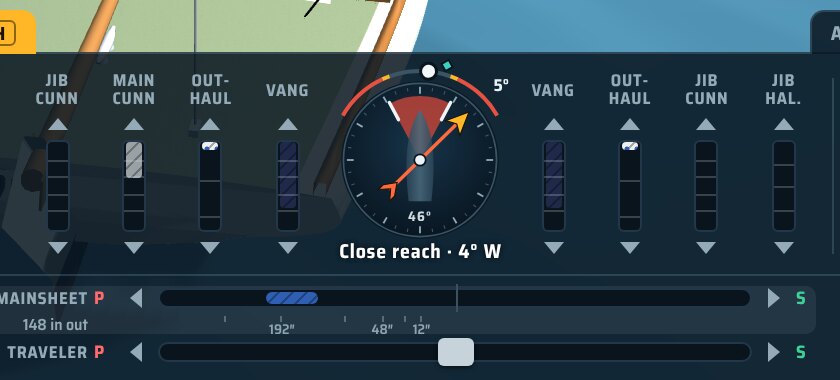 H
A
JIB
CUNN
MAIN
CUNN
OUT-
HAUL
VANG
5°
VANG
OUT-
HAUL
JIB
CUNN
JIB
HAL.
46°
Close reach · 4° W
MAINSHEET P
S
148 in out
192″
48″
12″
TRAVELER P
S